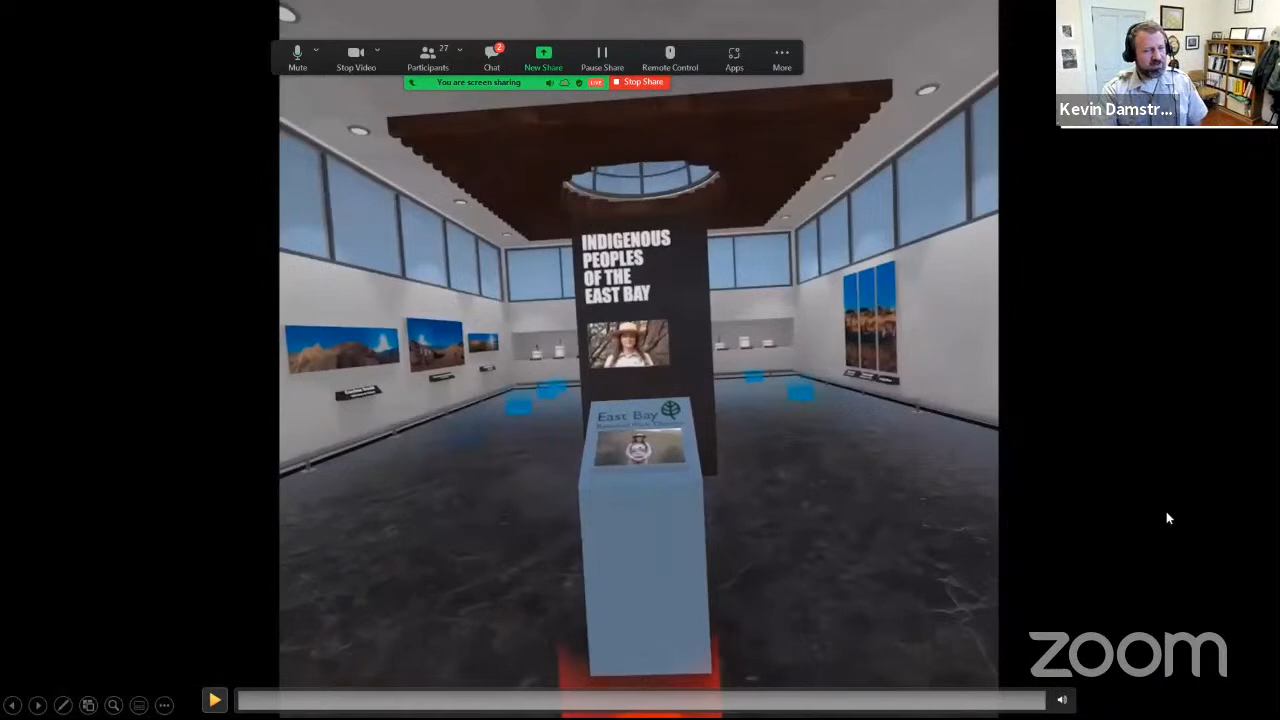 27
2
Mute
Stop Video
Participants
Chat
New Share
Pause Share
Remote Control
Apps
More
You are screen sharing
LIVE
Stop Share
Kevin Damstr...
INDIGENOUS
PEOPLES
OF THE
EAST BAY
East Bay
zoom